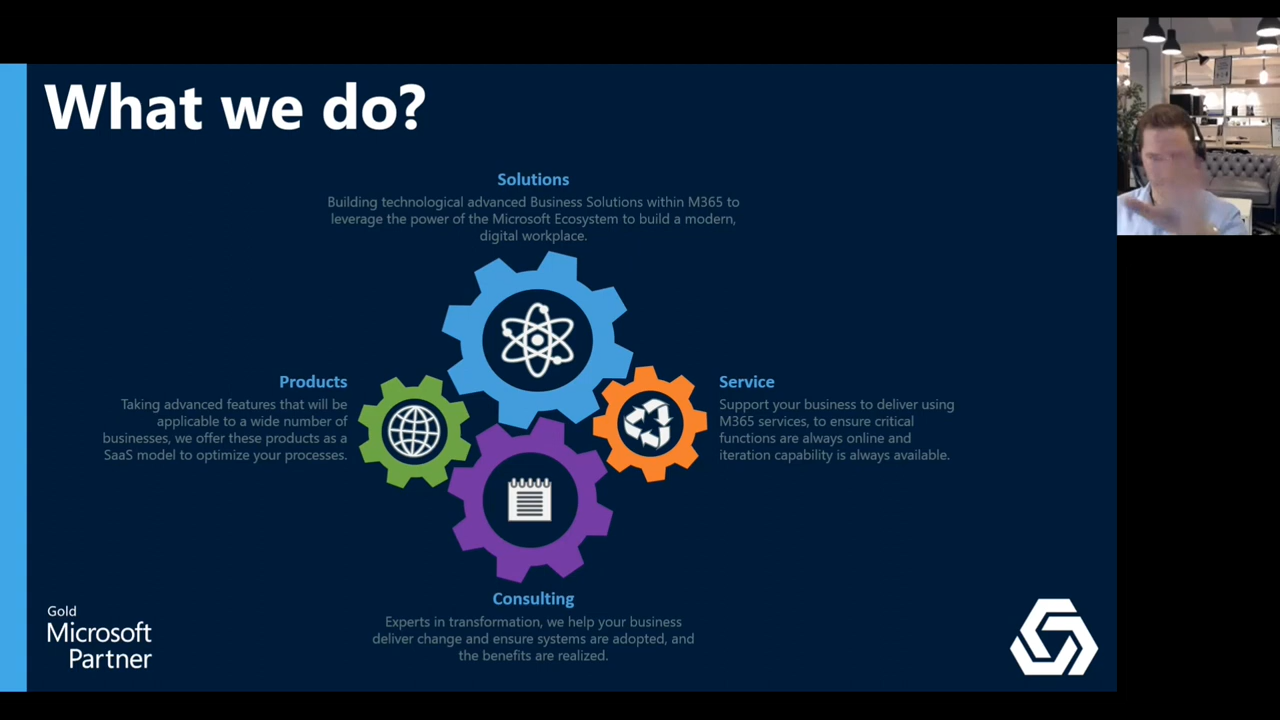 What we do?
Solutions
Building technological advanced Business Solutions within M365 to
leverage the power of the Microsoft Ecosystem to build a modern,
digital workplace.
Products
Taking advanced features that will be
applicable to a wide number of
businesses, we offer these products as a
SaaS model to optimize your processes.
Service
Support your business to deliver using
M365 services, to ensure critical
functions are always online and
iteration capability is always available.
Consulting
Experts in transformation, we help your business
deliver change and ensure systems are adopted, and
the benefits are realized.
Gold
Microsoft
Partner